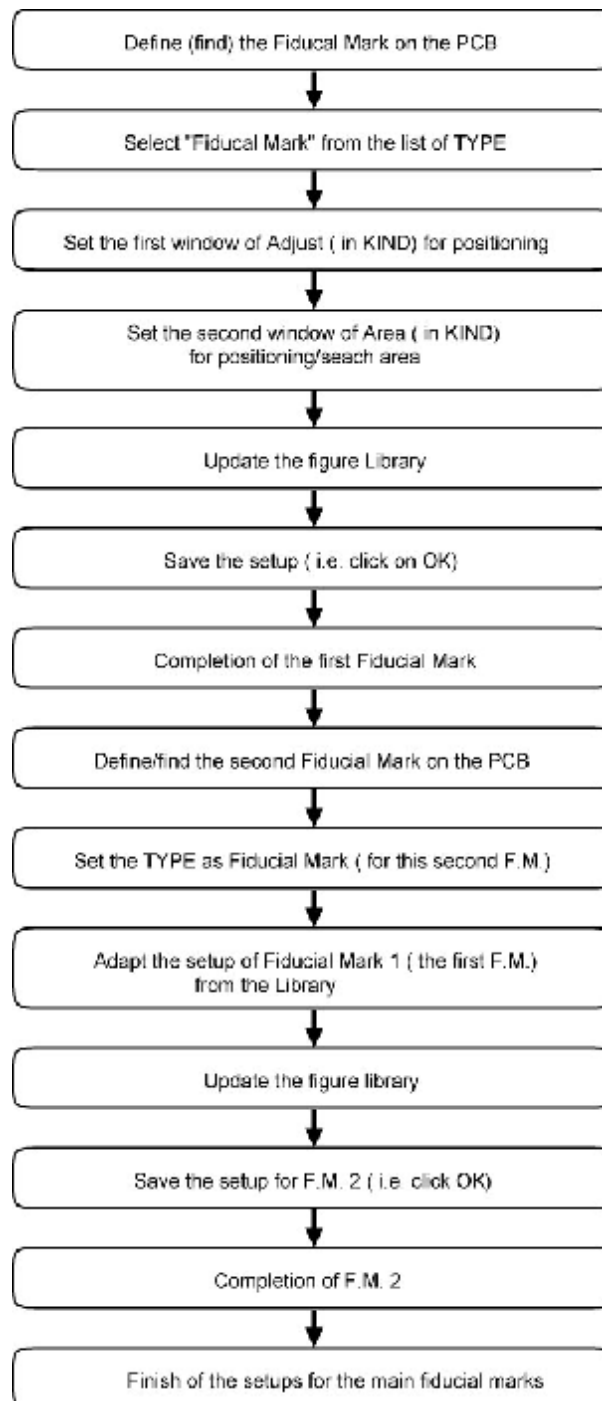 Define (find) the Fiducal Mark on the PCB
Select "Fiducal Mark" from the list of TYPE
Set the first window of Adjust ( in KIND) for positioning
Set the second window of Area ( in KIND)
for positioning/seach area
Update the figure Library
Save the setup ( i.e. click on OK)
Completion of the first Fiducial Mark
Define/find the second Fiducial Mark on the PCB
Set the TYPE as Fiducial Mark ( for this second F.M.)
Adapt the setup of Fiducial Mark 1 ( the first F.M.)
from the Library
Update the figure library
Save the setup for F.M. 2 ( i.e. click OK)
Completion of F.M. 2
Finish of the setups for the main fiducial marks